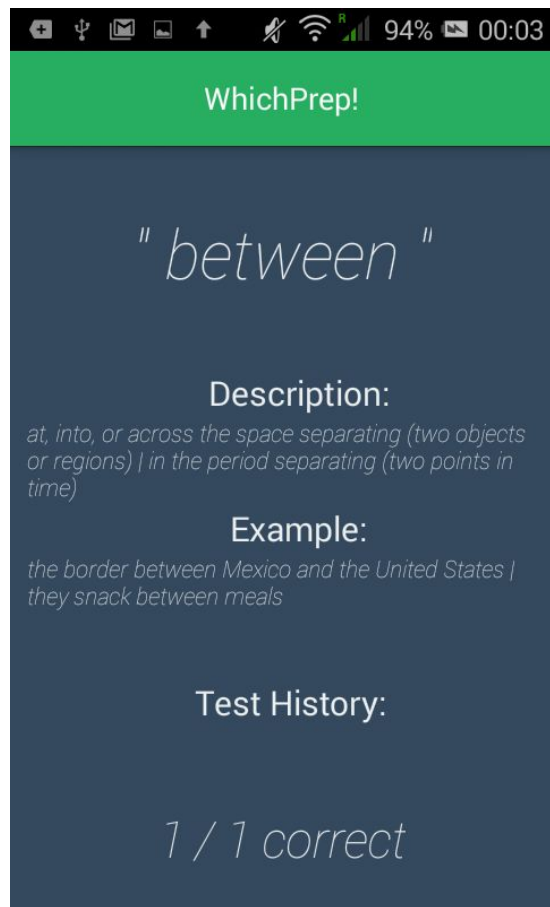 R 94% 00:03
WhichPrep!
" between "
Description:
at, into, or across the space separating (two objects
or regions) | in the period separating (two points in
time)
Example:
the border between Mexico and the United States |
they snack between meals
Test History:
1 / 1 correct